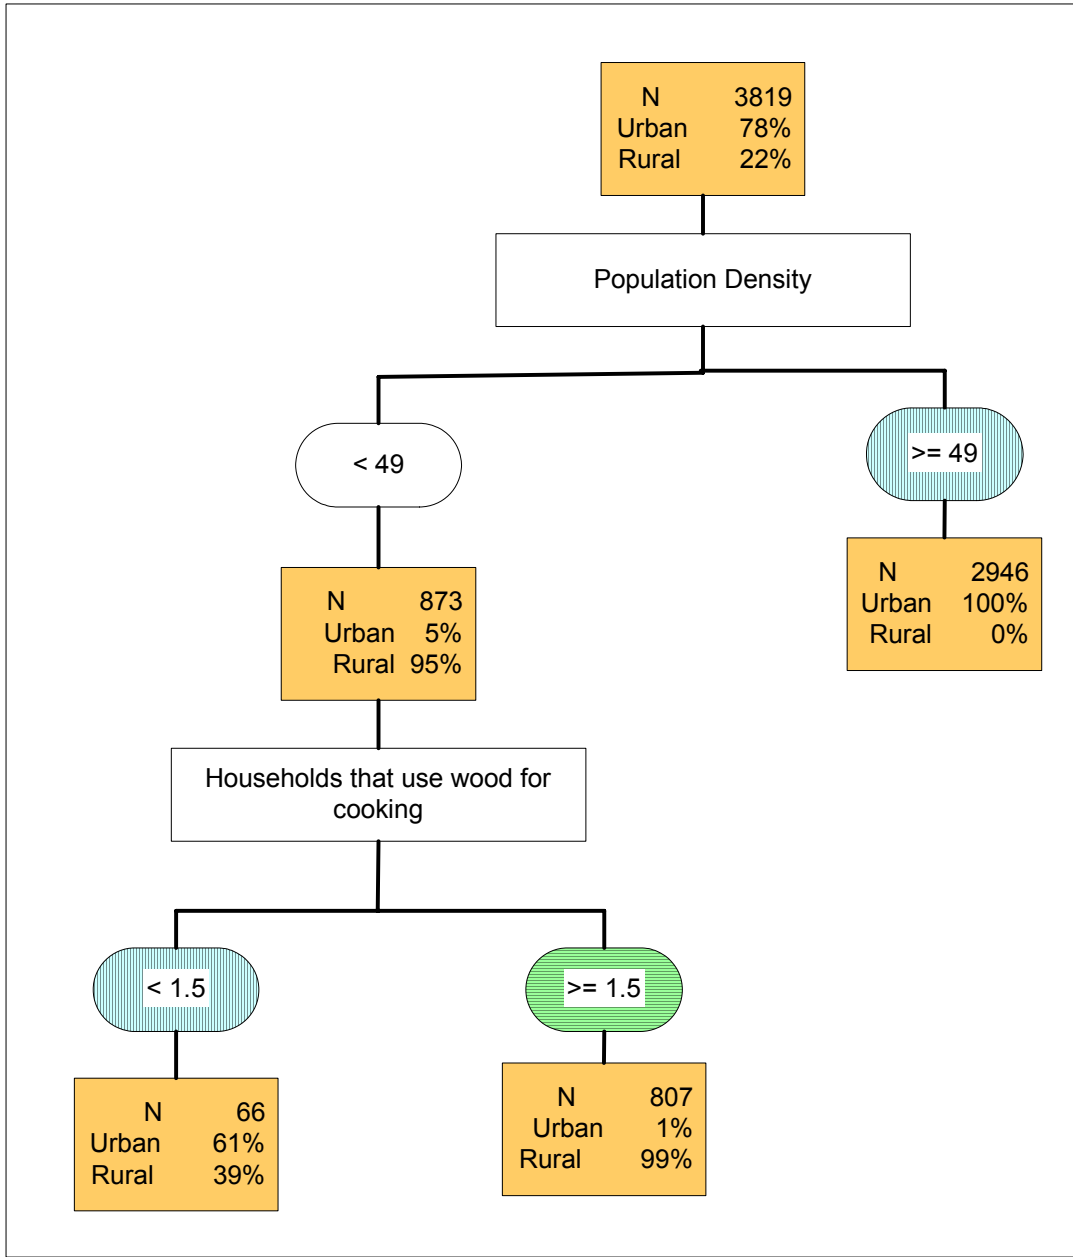 N 3819
Urban 78%
Rural 22%
Population Density
< 49
>= 49
N 873
Urban 5%
Rural 95%
N 2946
Urban 100%
Rural 0%
Households that use wood for
cooking
< 1.5
>= 1.5
N 66
Urban 61%
Rural 39%
N 807
Urban 1%
Rural 99%